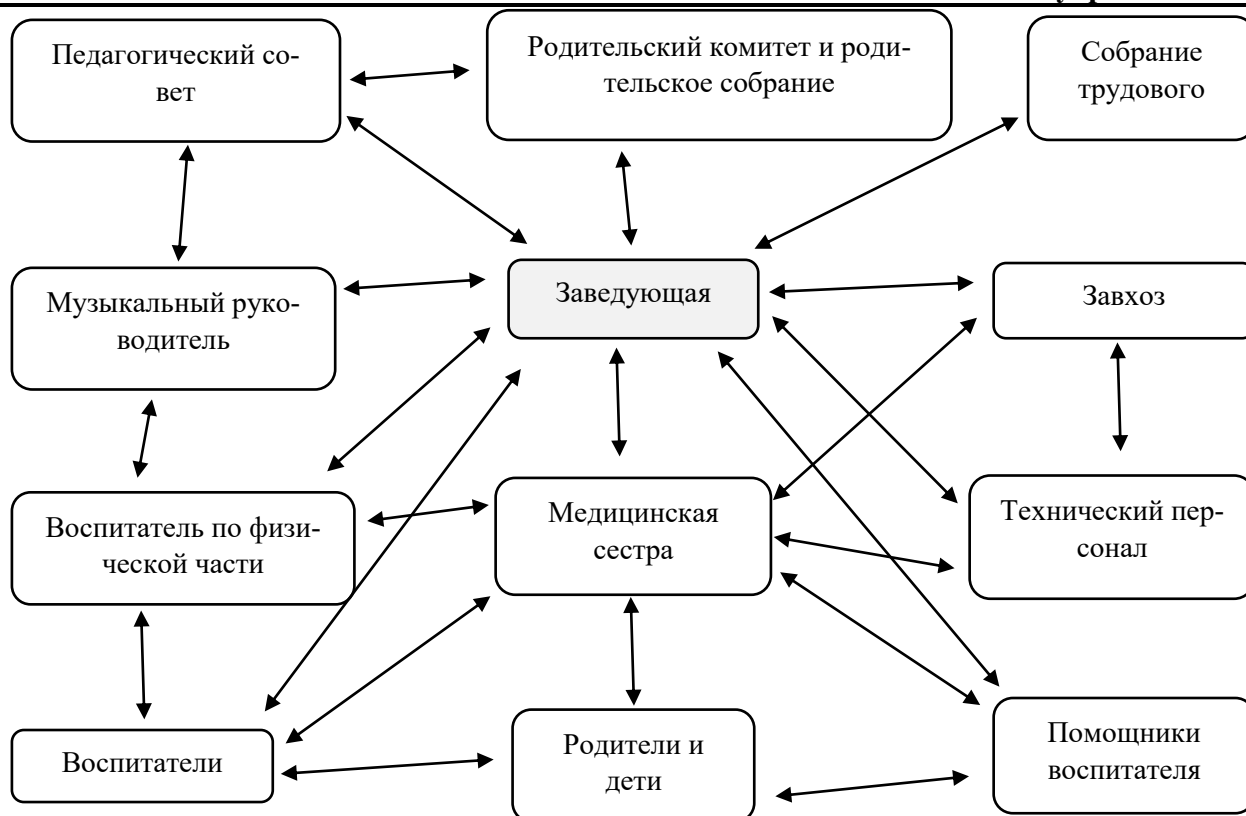 Педагогический со-
вет
Родительский комитет и роди-
тельское собрание
Собрание
трудового
Музыкальный руко-
водитель
Заведующая
Завхоз
Воспитатель по физи-
ческой части
Медицинская
сестра
Технический пер-
сонал
Воспитатели
Родители и
дети
Помощники
воспитателя